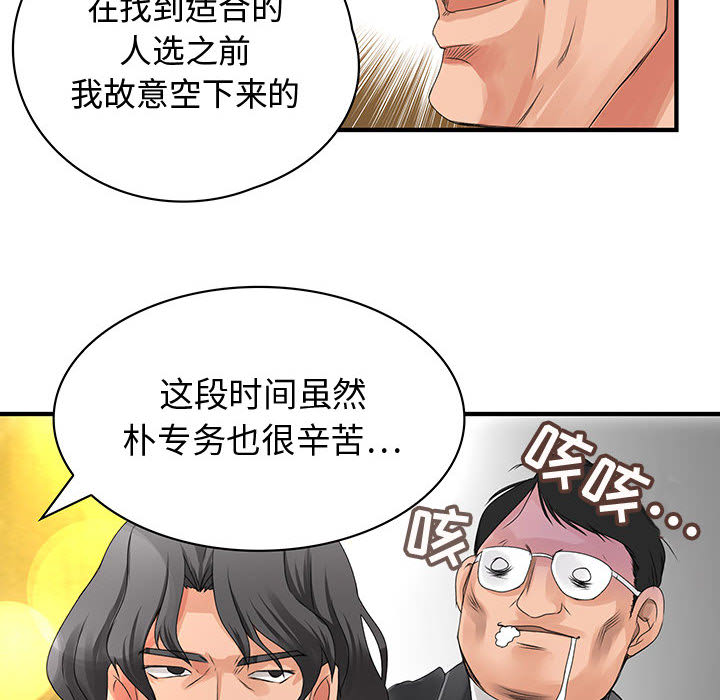 在找到适合的
人选之前
我故意空下来的
这段时间虽然
朴专务也很辛苦...
咳咳...
咳